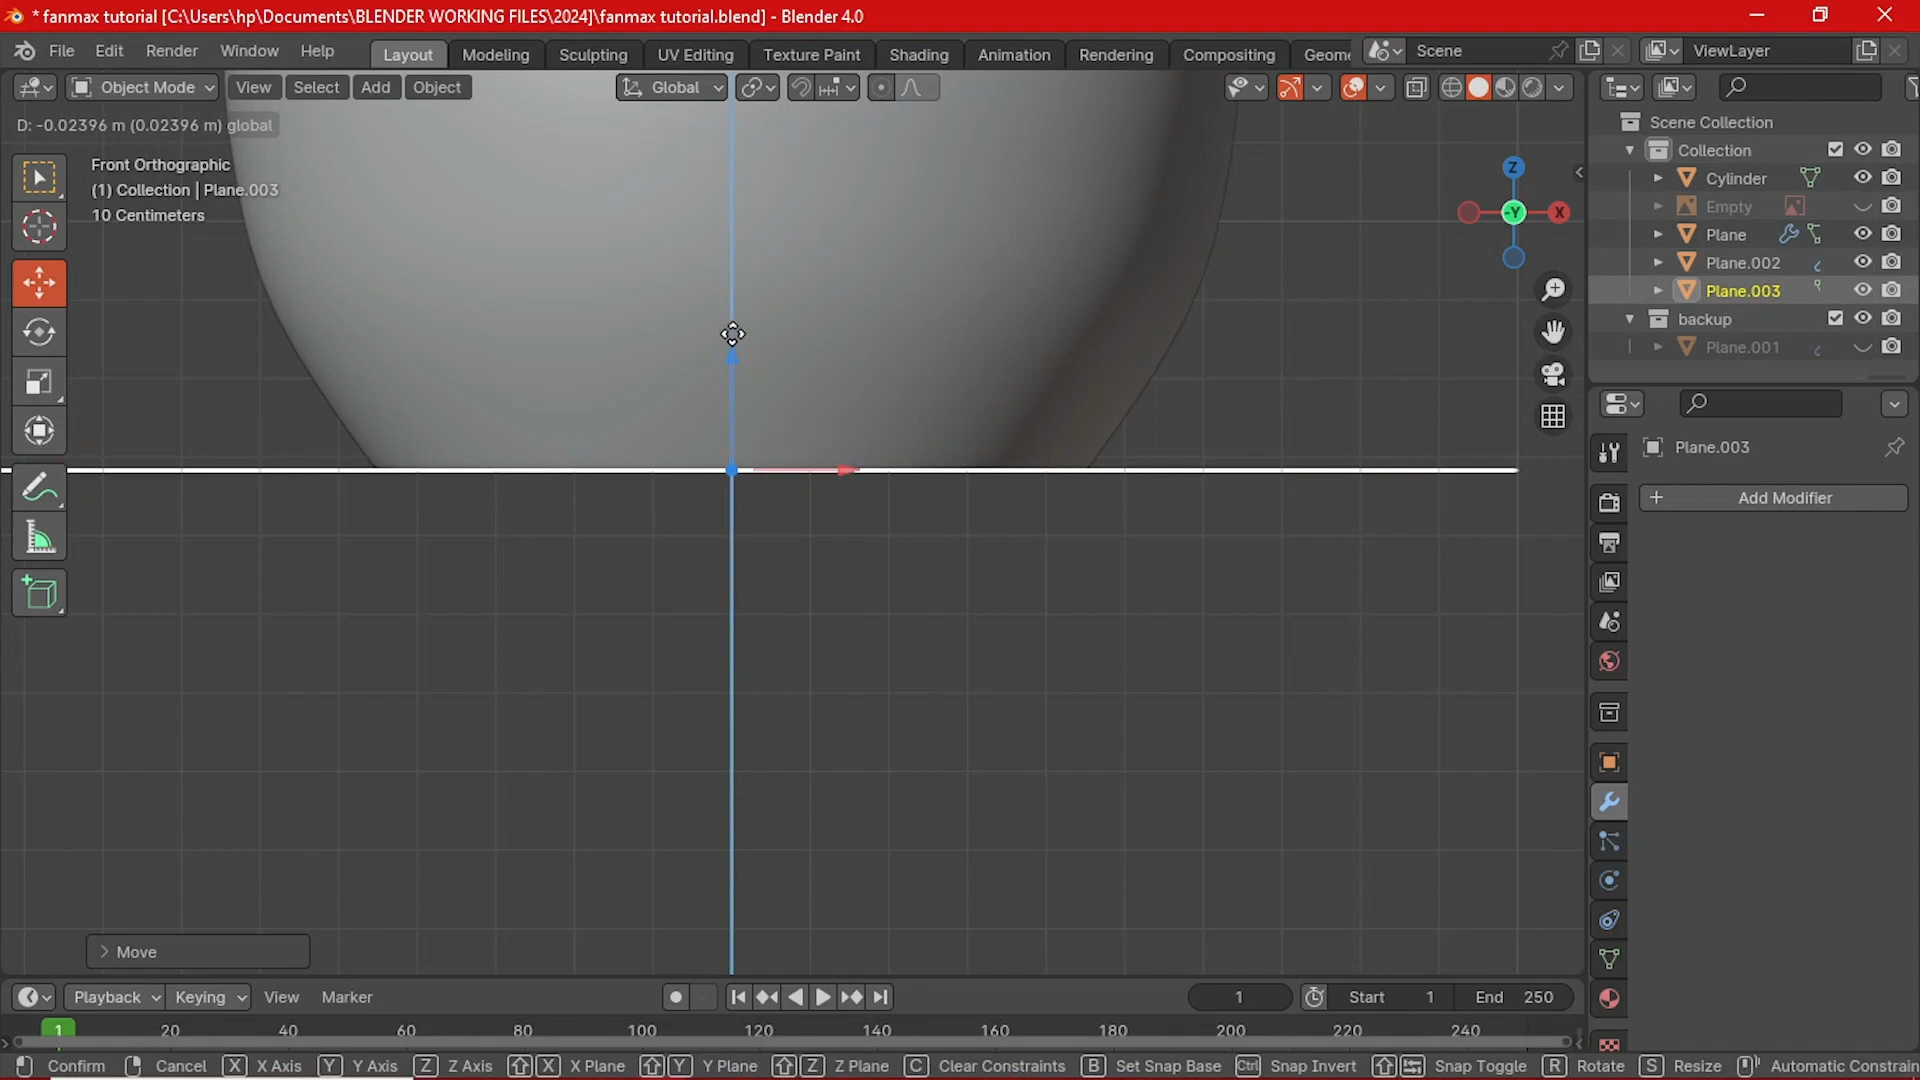 * fanmax tutorial [C:\Users\hp\Documents\BLENDER WORKING FILES\2024]\fanmax tutorial.blend] - Blender 4.0
File Edit Render Window Help Layout Modeling Sculpting UV Editing Texture Paint Shading Animation Rendering Compositing Geome Scene ViewLayer
Object Mode View Select Add Object Global
D: -0.02396 m (0.02396 m) global
Front Orthographic
(1) Collection | Plane.003
10 Centimeters
Z
-Y X
Scene Collection
Collection
Cylinder
Empty
Plane
Plane.002
Plane.003
backup
Plane.001
Plane.003
+ Add Modifier
> Move
Playback Keying View Marker 1 Start 1 End 250
1 20 40 60 80 100 120 140 160 180 200 220 240
Confirm Cancel X X Axis Y Y Axis Z Z Axis X X Plane Y Y Plane Z Z Plane C Clear Constraints B Set Snap Base Ctrl Snap Invert Snap Toggle R Rotate S Resize Automatic Constrain